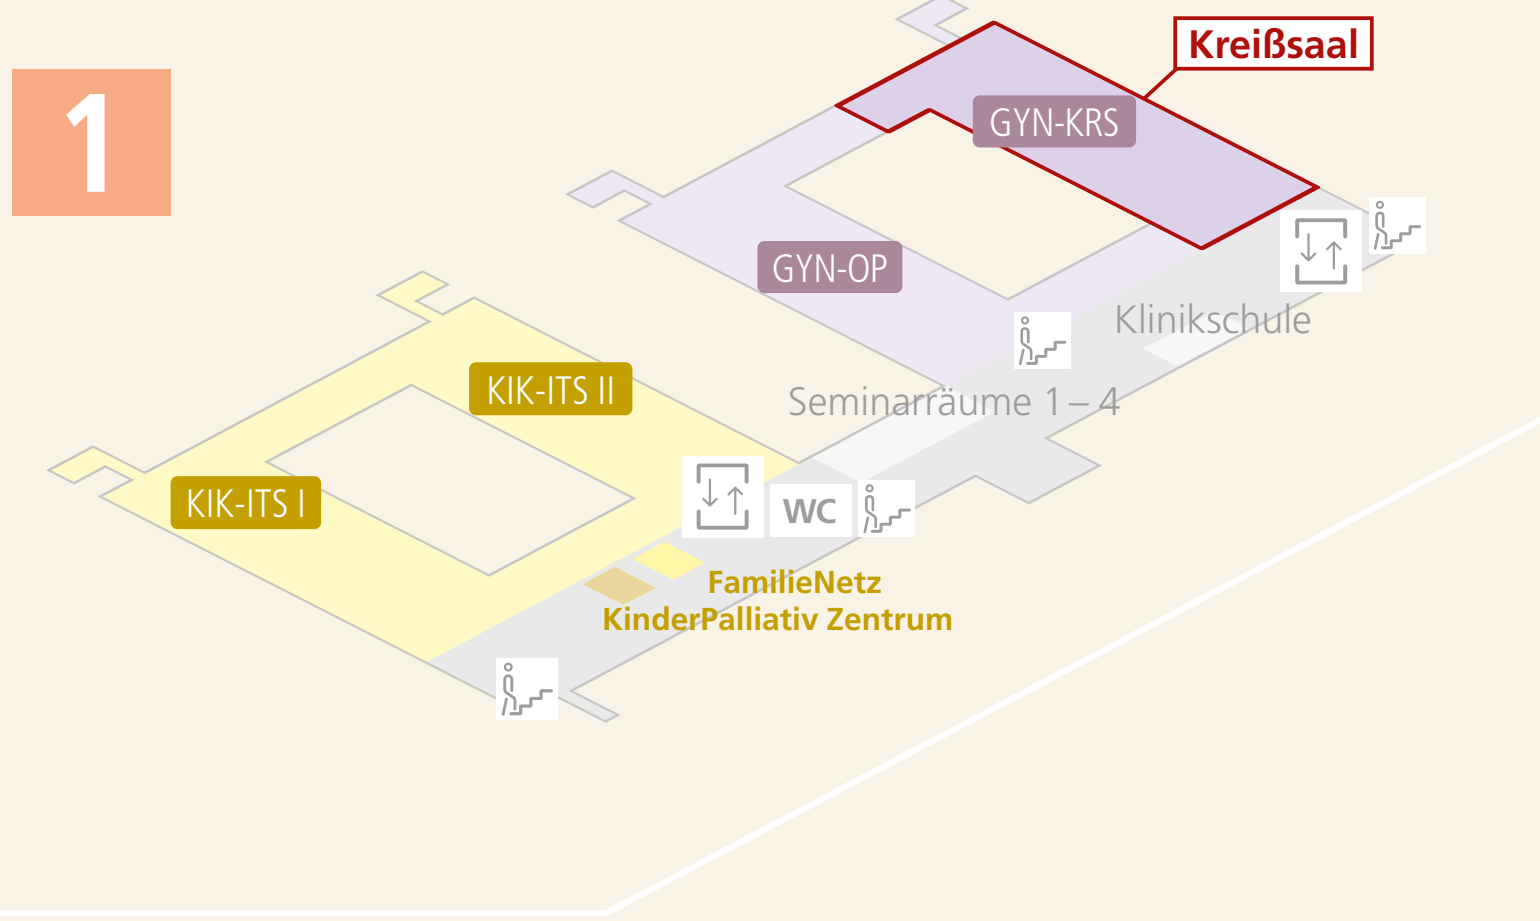 1
Kreißsaal
GYN-KRS
GYN-OP
Klinikschule
KIK-ITS II
Seminarräume 1 – 4
KIK-ITS I
WC
FamilieNetz
KinderPalliativ Zentrum